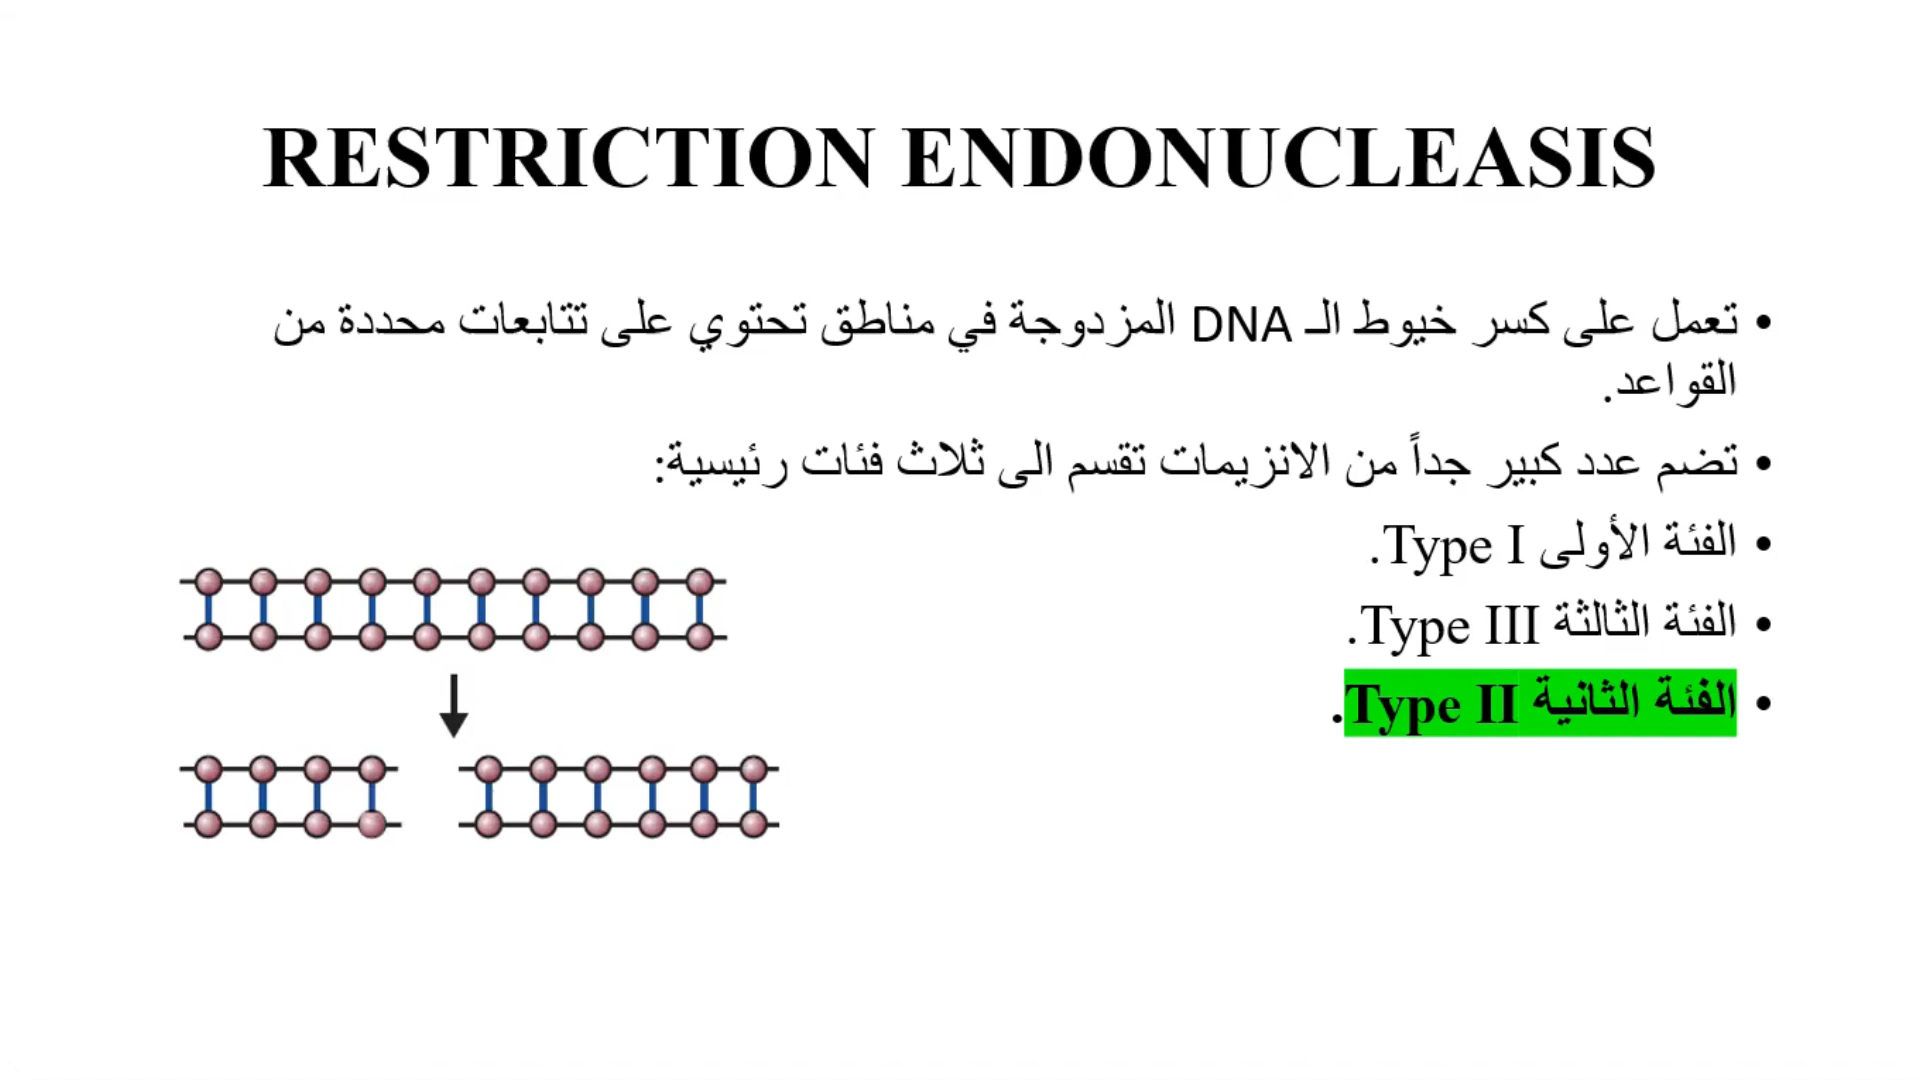 RESTRICTION ENDONUCLEASIS
• تعمل على كسر خيوط الـ DNA المزدوجة في مناطق تحتوي على تتابعات محددة من
القواعد.
• تضم عدد كبير جداً من الانزيمات تقسم الى ثلاث فئات رئيسية:
• الفئة الأولى Type I.
• الفئة الثالثة Type III.
• الفئة الثانية Type II.